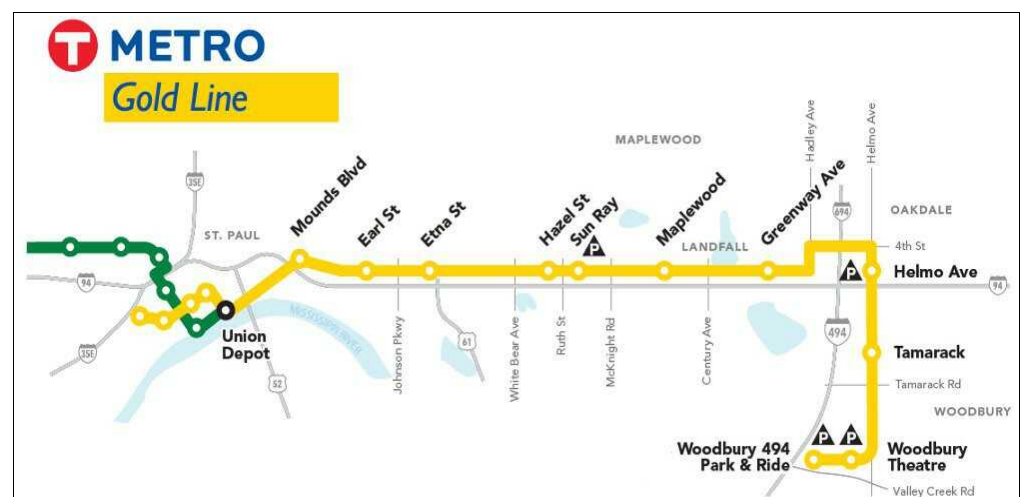 T METRO
Gold Line
MAPLEWOOD
Hadley Ave
Helmo Ave
35E
ST. PAUL
Mounds Blvd
Earl St
Etna St
Hazel St
Sun Ray
P
Maplewood
LANDFALL
Greenway Ave
694
OAKDALE
4th St
94
P
Helmo Ave
94
MISSISSIPPI RIVER
Union
Depot
35E
52
Johnson Pkwy
61
White Bear Ave
Ruth St
McKnight Rd
Century Ave
494
Tamarack
Tamarack Rd
WOODBURY
P
P
Woodbury 494
Park & Ride
Woodbury
Theatre
Valley Creek Rd